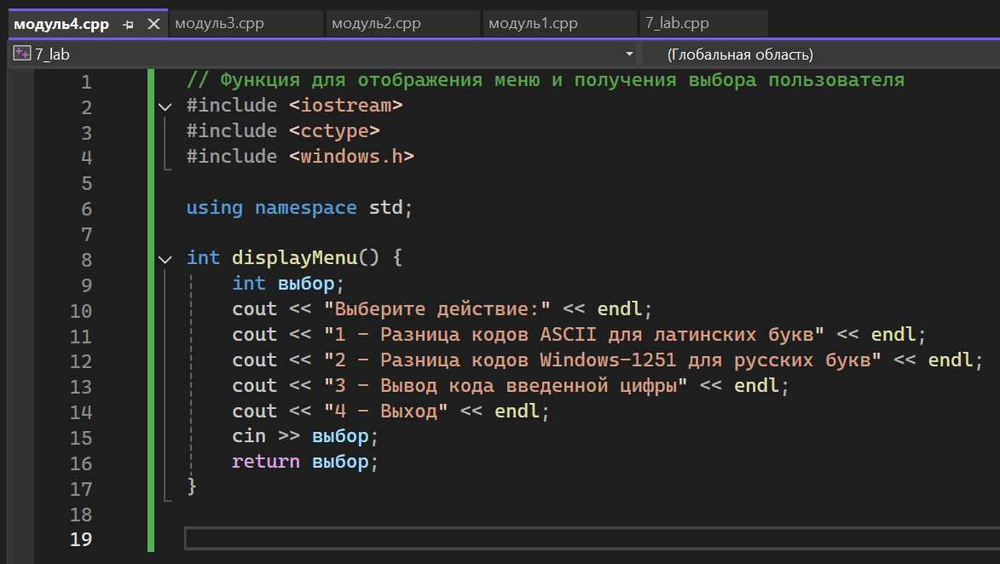 модуль4.cpp модуль3.cpp модуль2.cpp модуль1.cpp 7_lab.cpp
7_lab (Глобальная область)
1 // Функция для отображения меню и получения выбора пользователя
2 #include <iostream>
3 #include <cctype>
4 #include <windows.h>
5
6 using namespace std;
7
8 int displayMenu() {
9 int выбор;
10 cout << "Выберите действие:" << endl;
11 cout << "1 - Разница кодов ASCII для латинских букв" << endl;
12 cout << "2 - Разница кодов Windows-1251 для русских букв" << endl;
13 cout << "3 - Вывод кода введенной цифры" << endl;
14 cout << "4 - Выход" << endl;
15 cin >> выбор;
16 return выбор;
17 }
18
19